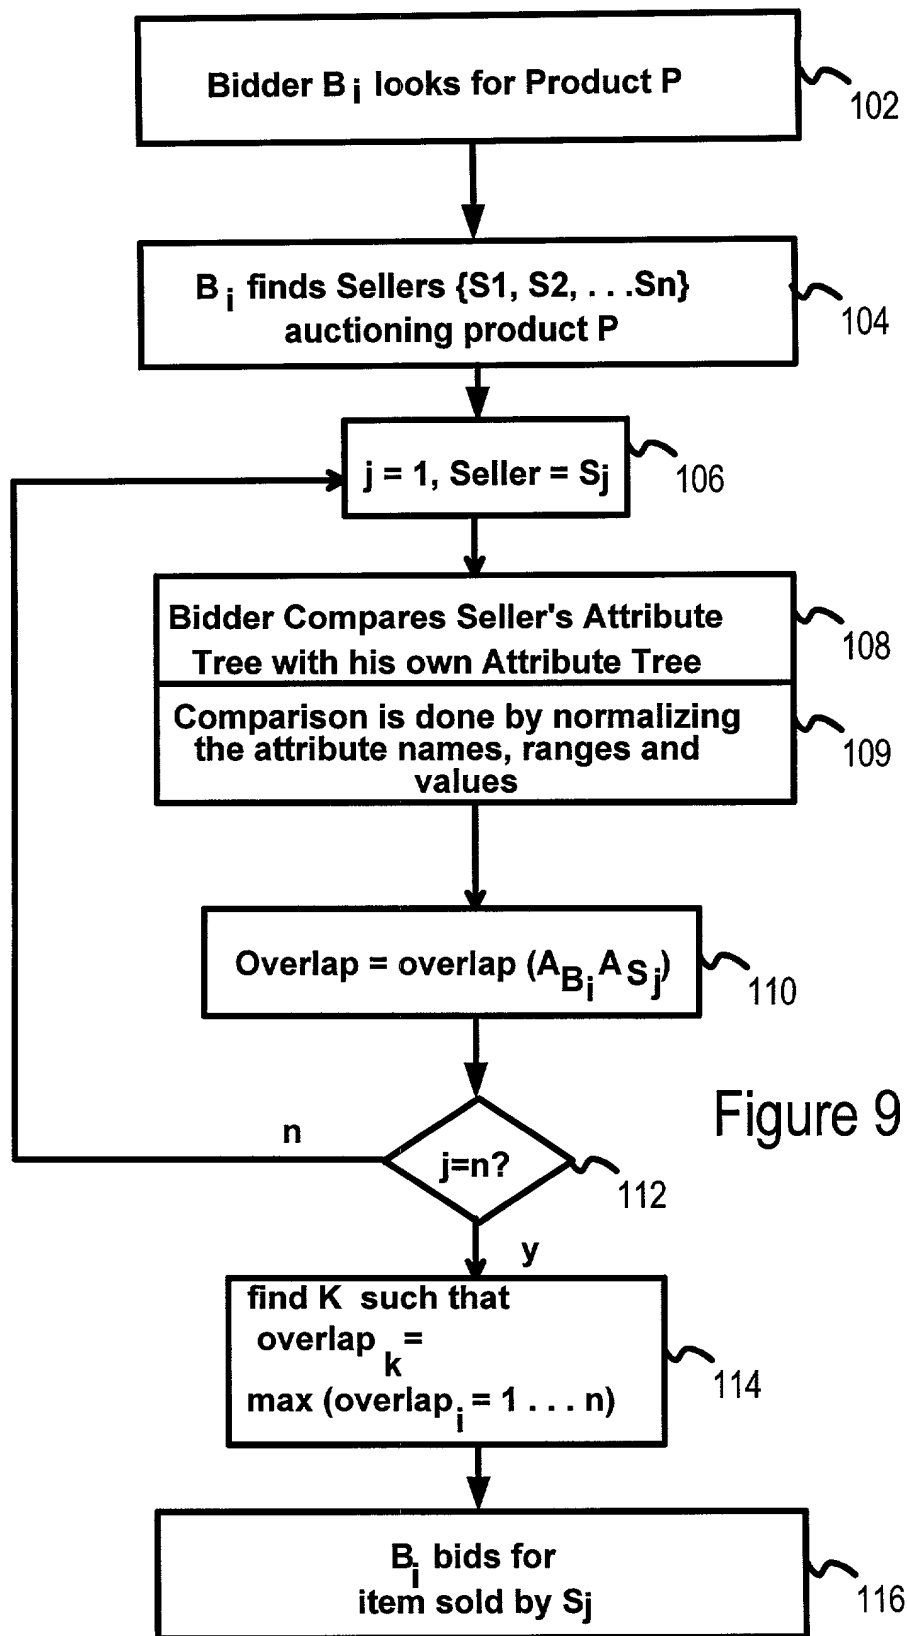 Bidder B i looks for Product P
102
B i finds Sellers {S1, S2, . . .Sn}
auctioning product P
104
j = 1, Seller = Sj
106
Bidder Compares Seller's Attribute
Tree with his own Attribute Tree
108
Comparison is done by normalizing
the attribute names, ranges and
values
109
Overlap = overlap (A B i A S j)
110
Figure 9
n
j=n?
112
y
find K such that
overlap k =
max (overlap i = 1 . . . n)
114
B i bids for
item sold by Sj
116